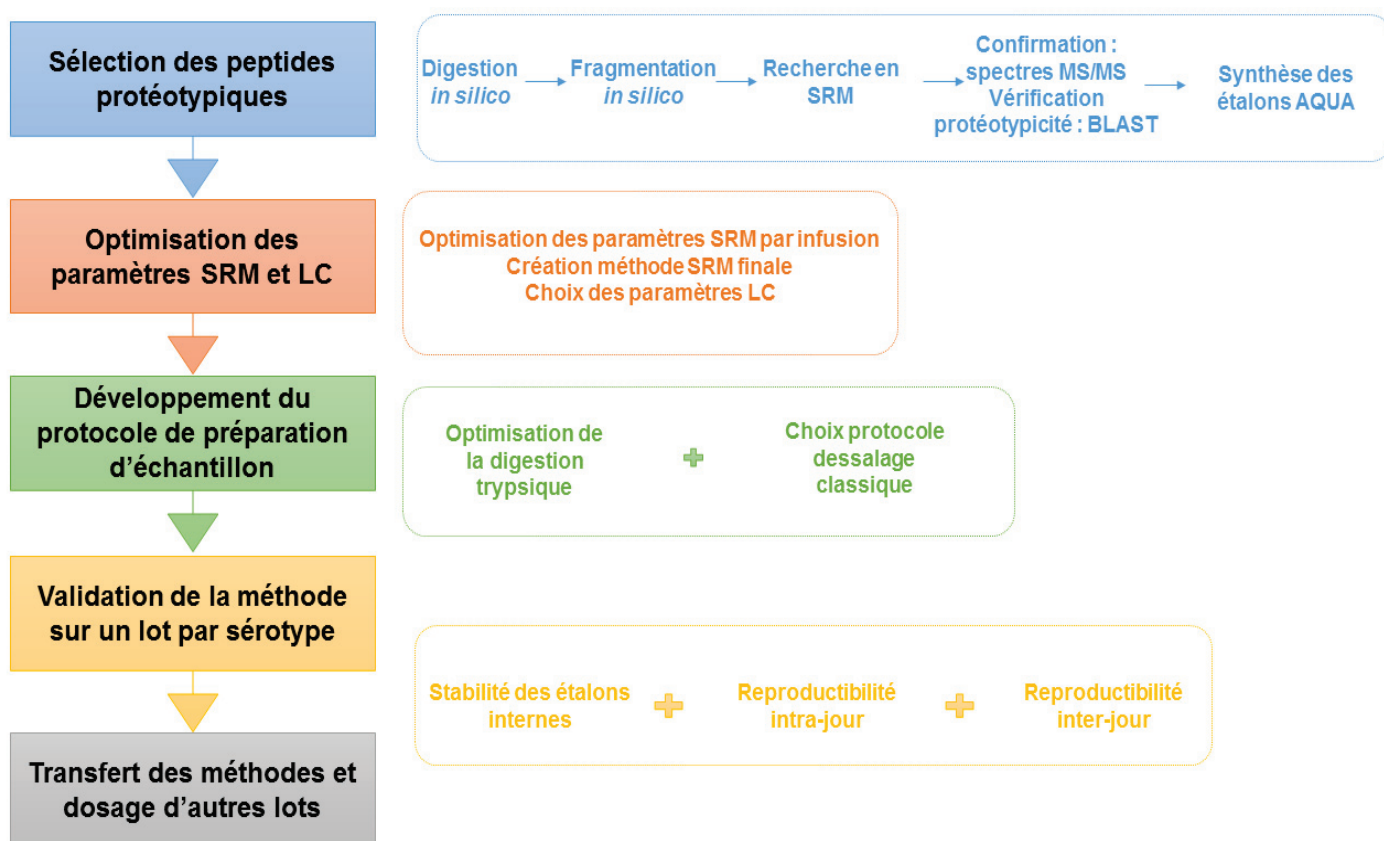 Sélection des peptides
protéotypiques
Digestion
in silico
Fragmentation
in silico
Recherche en
SRM
Confirmation :
spectres MS/MS
Vérification
protéotypicité : BLAST
Synthèse des
étalons AQUA
Optimisation des
paramètres SRM et LC
Optimisation des paramètres SRM par infusion
Création méthode SRM finale
Choix des paramètres LC
Développement du
protocole de préparation
d'échantillon
Optimisation de
la digestion
trypsique
Choix protocole
dessalage
classique
Validation de la méthode
sur un lot par sérotype
Stabilité des étalons
internes
Reproductibilité
intra-jour
Reproductibilité
inter-jour
Transfert des méthodes et
dosage d'autres lots